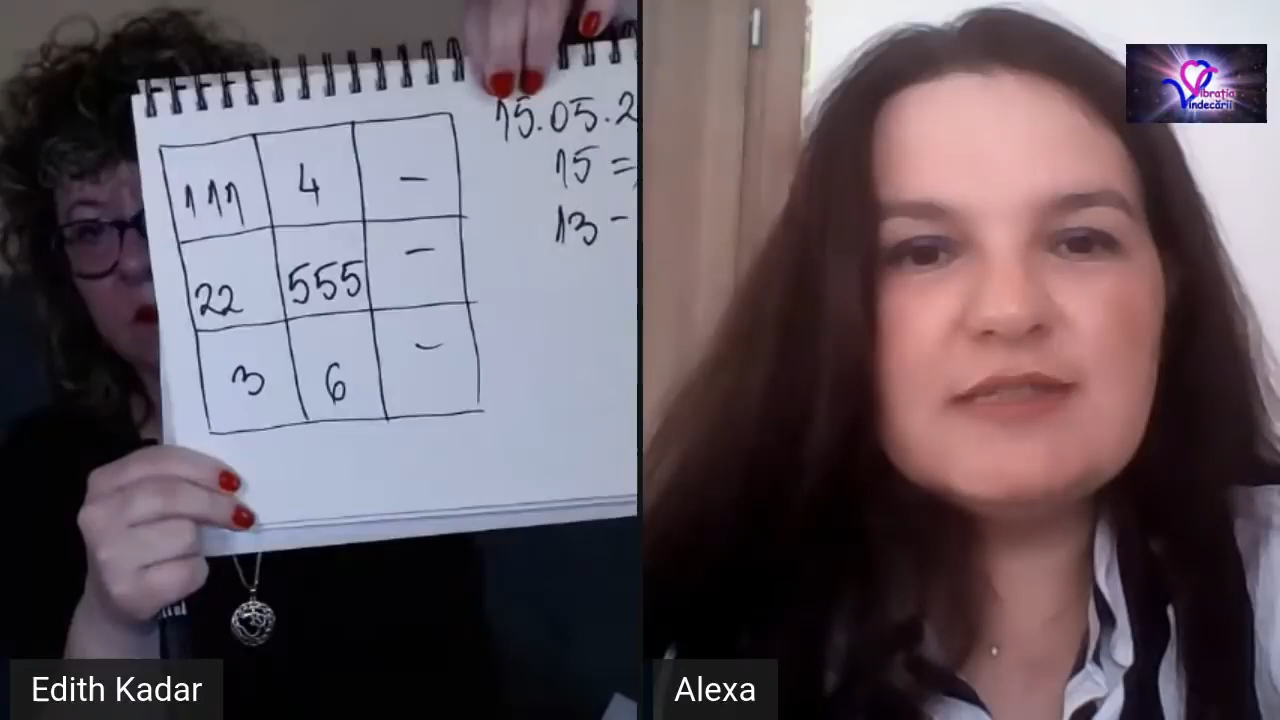 111 4 -
22 555 -
3 6 -
15.05.2
15 =
13 -
Vibrația
Vindecării
Edith Kadar
Alexa